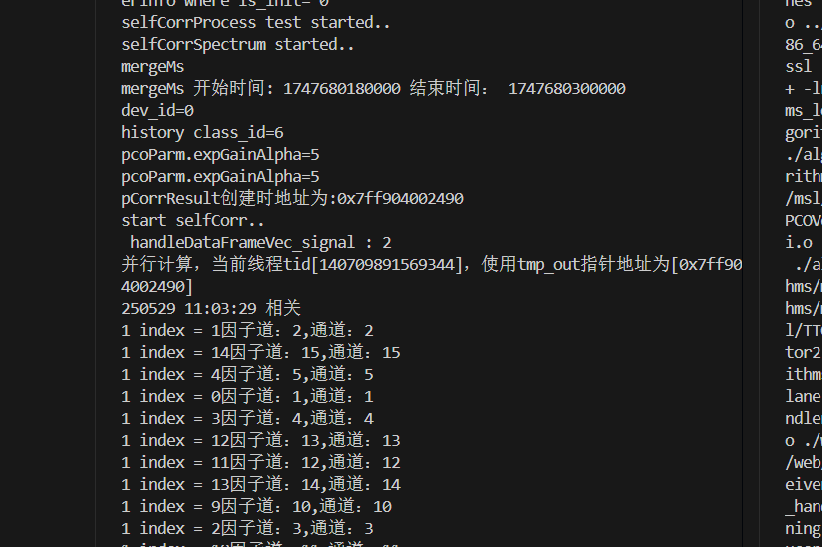 erinfo where is_init= 0
selfCorrProcess test started..
selfCorrSpectrum started..
mergeMs
mergeMs 开始时间: 1747680180000 结束时间:  1747680300000
dev_id=0
history class_id=6
pcoParm.expGainAlpha=5
pcoParm.expGainAlpha=5
pCorrResult创建时地址为:0x7ff904002490
start selfCorr..
 handleDataFrameVec_signal : 2
并行计算，当前线程tid[140709891569344]，使用tmp_out指针地址为[0x7ff90
4002490]
250529 11:03:29 相关
1 index = 1因子道：2,通道：2
1 index = 14因子道：15,通道：15
1 index = 4因子道：5,通道：5
1 index = 0因子道：1,通道：1
1 index = 3因子道：4,通道：4
1 index = 12因子道：13,通道：13
1 index = 11因子道：12,通道：12
1 index = 13因子道：14,通道：14
1 index = 9因子道：10,通道：10
1 index = 2因子道：3,通道：3
o ../
86_64
ssl
+ -l
ms_l
gorit
./alg
rithm
/msl/
PCOV
i.o
./a
hms/
hms/
l/TT
tor2
ithms
lane
ndle
o ./w
/web/
eive
_han
ning